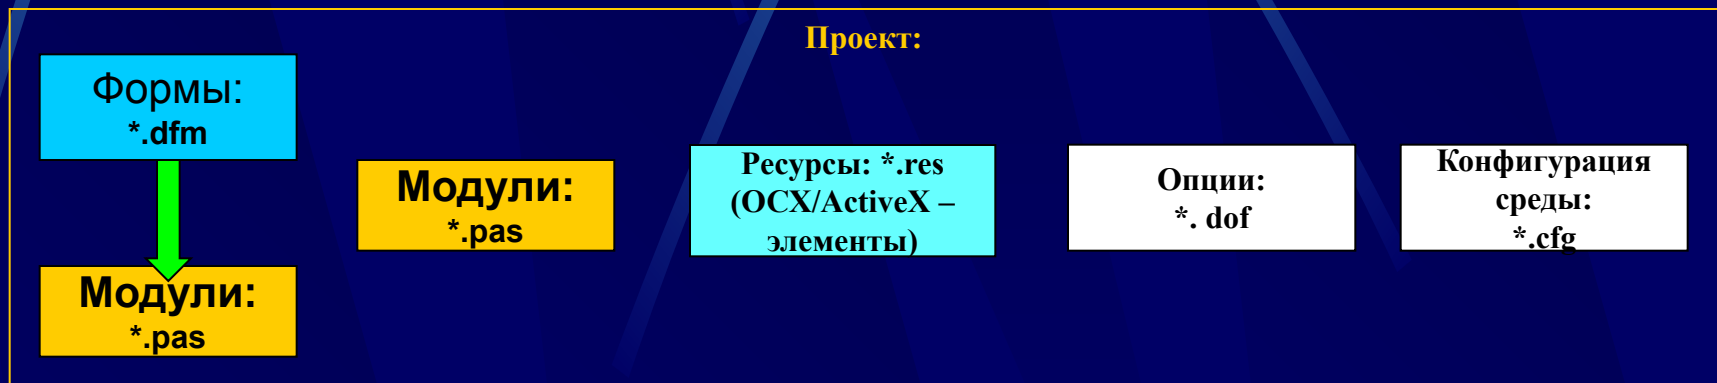 Проект:
Формы:
*.dfm
Модули:
*.pas
Модули:
*.pas
Ресурсы: *.res
(OCX/ActiveX –
элементы)
Опции:
*. dof
Конфигурация
среды:
*.cfg